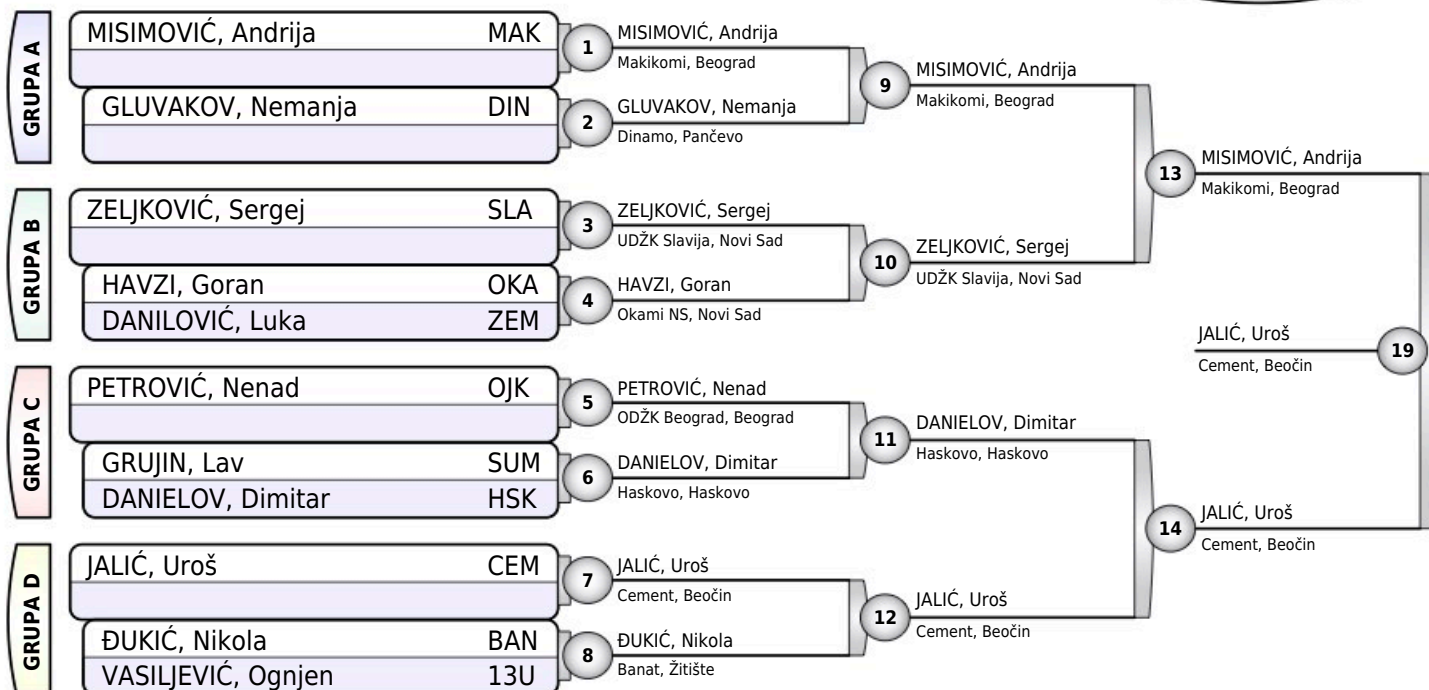 GRUPA A
MISIMOVIĆ, Andrija MAK
GLUVAKOV, Nemanja DIN
GRUPA B
ZELJKOVIĆ, Sergej SLA
HAVZI, Goran OKA
DANILOVIĆ, Luka ZEM
GRUPA C
PETROVIĆ, Nenad OJK
GRUJIN, Lav SUM
DANIELOV, Dimitar HSK
GRUPA D
JALIĆ, Uroš CEM
ĐUKIĆ, Nikola BAN
VASILJEVIĆ, Ognjen 13U
1
MISIMOVIĆ, Andrija
Makikomi, Beograd
2
GLUVAKOV, Nemanja
Dinamo, Pančevo
3
ZELJKOVIĆ, Sergej
UDŽK Slavija, Novi Sad
4
HAVZI, Goran
Okami NS, Novi Sad
5
PETROVIĆ, Nenad
ODŽK Beograd, Beograd
6
DANIELOV, Dimitar
Haskovo, Haskovo
7
JALIĆ, Uroš
Cement, Beočin
8
ĐUKIĆ, Nikola
Banat, Žitište
9
MISIMOVIĆ, Andrija
Makikomi, Beograd
10
ZELJKOVIĆ, Sergej
UDŽK Slavija, Novi Sad
11
DANIELOV, Dimitar
Haskovo, Haskovo
12
JALIĆ, Uroš
Cement, Beočin
13
MISIMOVIĆ, Andrija
Makikomi, Beograd
14
JALIĆ, Uroš
Cement, Beočin
JALIĆ, Uroš
Cement, Beočin
19